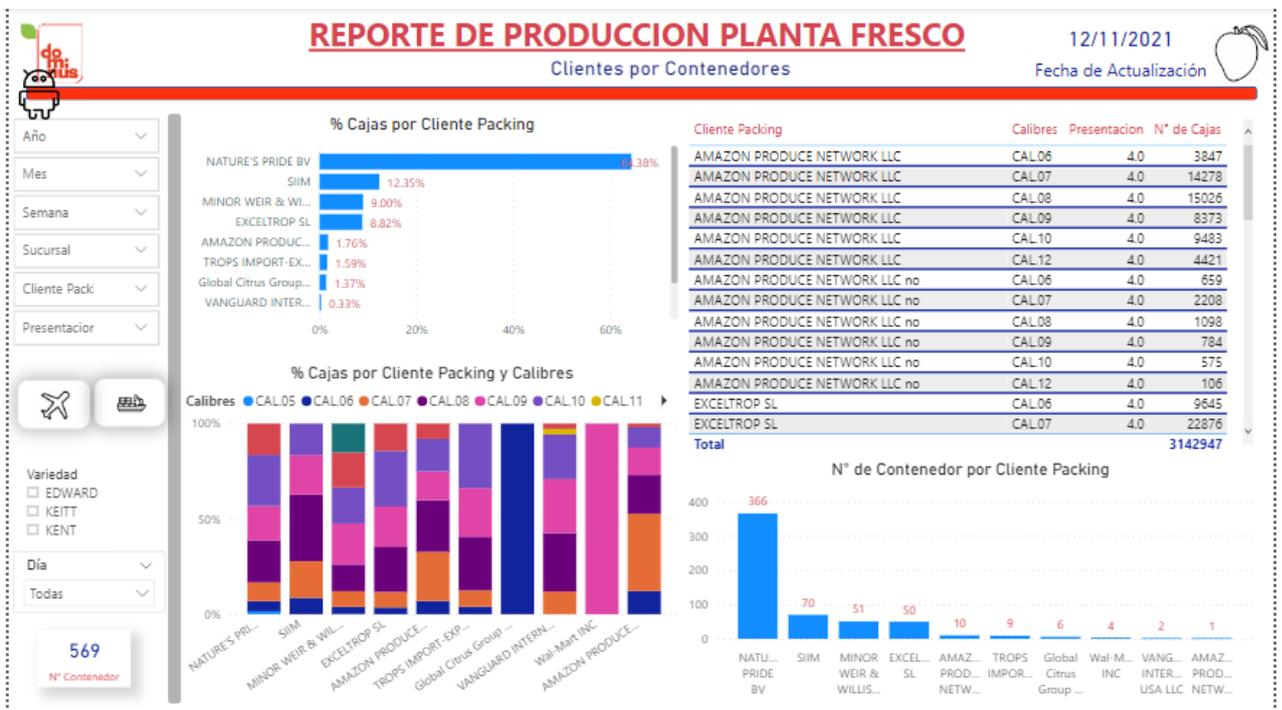 do
mi
nus
REPORTE DE PRODUCCION PLANTA FRESCO
Clientes por Contenedores
12/11/2021
Fecha de Actualización
Año
Mes
Semana
Sucursal
Cliente Pack
Presentacior
Variedad
EDWARD
KEITT
KENT
Día
Todas
569
N° Contenedor
% Cajas por Cliente Packing
NATURE'S PRIDE BV 64.38%
SIIM 12.35%
MINOR WEIR & WI... 9.00%
EXCELTROP SL 8.82%
AMAZON PRODUC... 1.76%
TROPS IMPORT-EX... 1.59%
Global Citrus Group... 1.37%
VANGUARD INTER... 0.33%
0% 20% 40% 60%
% Cajas por Cliente Packing y Calibres
Calibres CAL.05 CAL.06 CAL.07 CAL.08 CAL.09 CAL.10 CAL.11
100%
50%
0%
NATURE'S PRI... SIIM MINOR WEIR & WIL... EXCELTROP SL AMAZON PRODUCE... TROPS IMPORT-EXP... Global Citrus Group ... VANGUARD INTERN... Wal-Mart INC AMAZON PRODUCE...
Cliente Packing Calibres Presentacion N° de Cajas
AMAZON PRODUCE NETWORK LLC CAL.06 4.0 3847
AMAZON PRODUCE NETWORK LLC CAL.07 4.0 14278
AMAZON PRODUCE NETWORK LLC CAL.08 4.0 15026
AMAZON PRODUCE NETWORK LLC CAL.09 4.0 8373
AMAZON PRODUCE NETWORK LLC CAL.10 4.0 9483
AMAZON PRODUCE NETWORK LLC CAL.12 4.0 4421
AMAZON PRODUCE NETWORK LLC no CAL.06 4.0 659
AMAZON PRODUCE NETWORK LLC no CAL.07 4.0 2208
AMAZON PRODUCE NETWORK LLC no CAL.08 4.0 1098
AMAZON PRODUCE NETWORK LLC no CAL.09 4.0 784
AMAZON PRODUCE NETWORK LLC no CAL.10 4.0 575
AMAZON PRODUCE NETWORK LLC no CAL.12 4.0 106
EXCELTROP SL CAL.06 4.0 9645
EXCELTROP SL CAL.07 4.0 22876
Total 3142947
N° de Contenedor por Cliente Packing
400
300
200
100
0
366 70 51 50 10 9 6 4 2 1
NATU... SIIM MINOR EXCEL... AMAZ... TROPS Global Wal-M... VANG... AMAZ...
PRIDE WEIR & SL PROD... IMPOR... Citrus INC INTER... PROD...
BV WILLIS... NETW... Group ... USA LLC NETW...